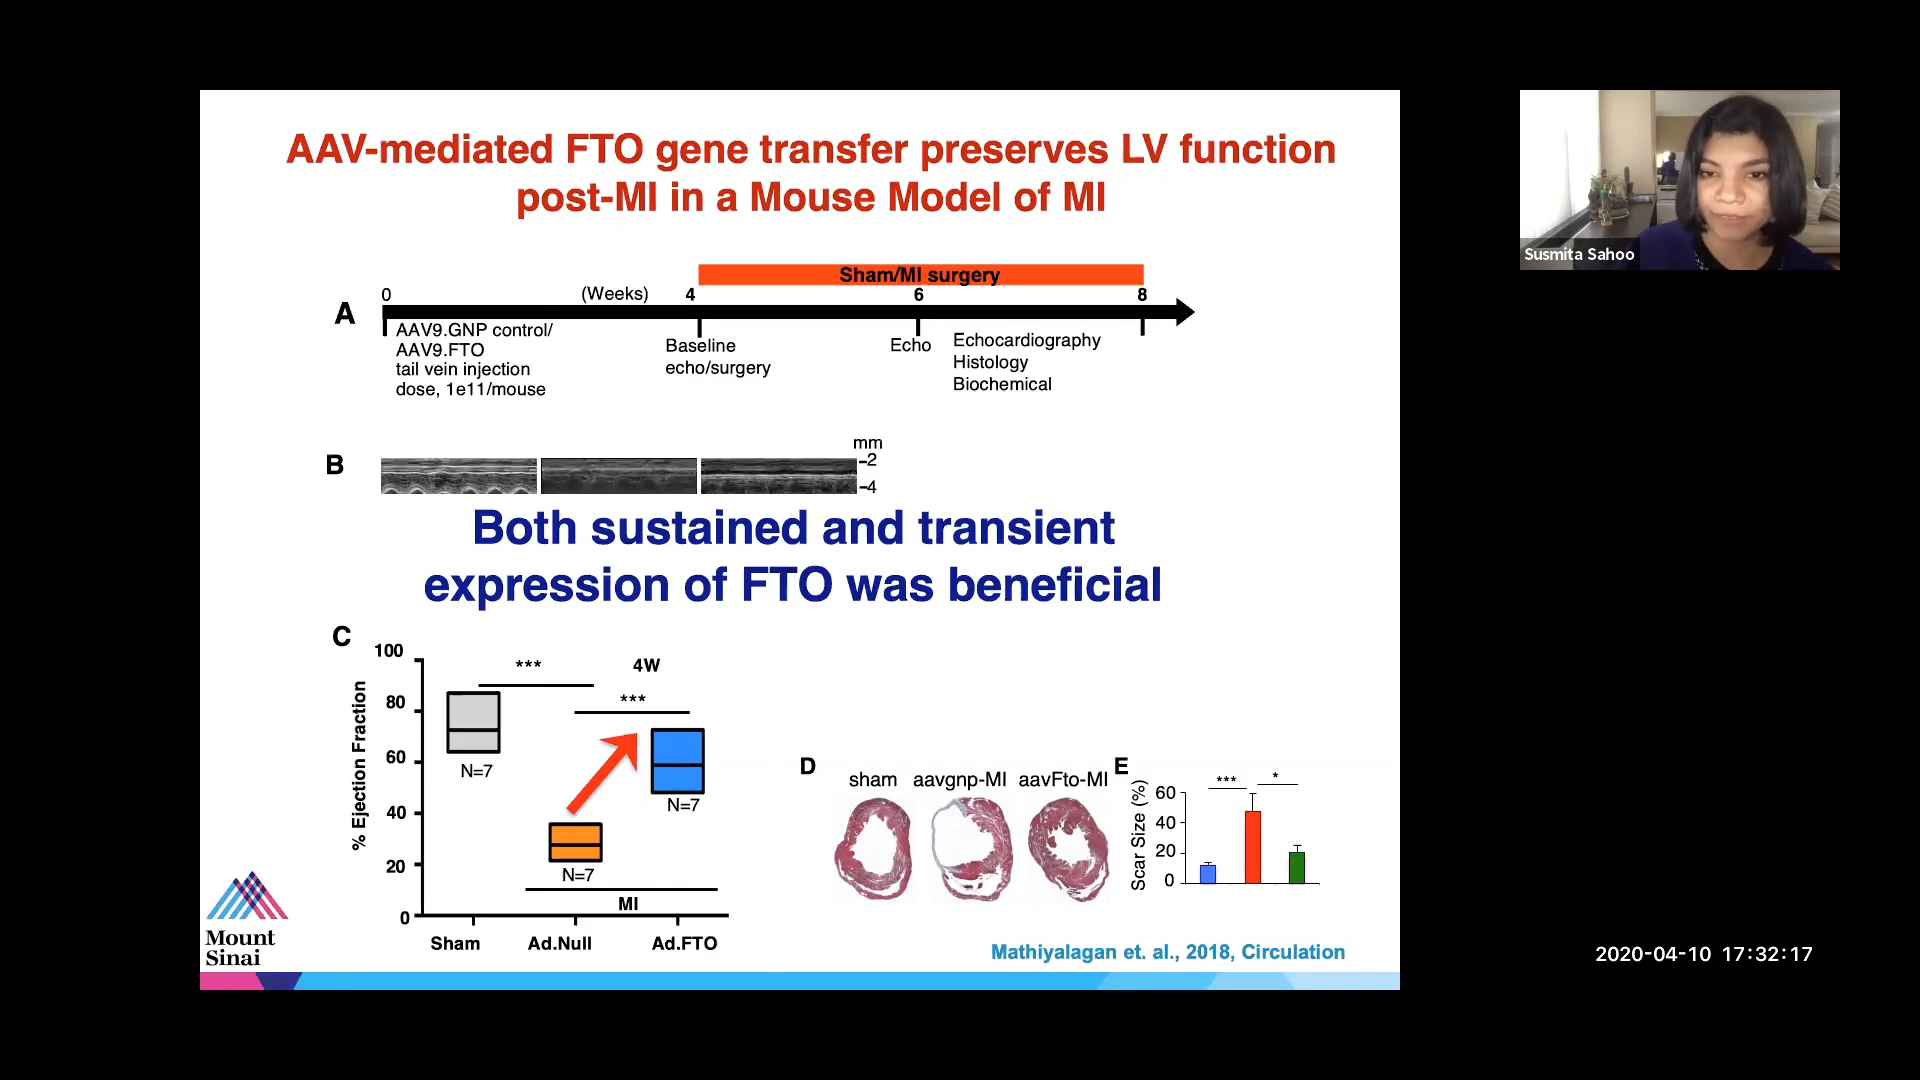 AAV-mediated FTO gene transfer preserves LV function
post-MI in a Mouse Model of MI
Susmita Sahoo
Sham/MI surgery
0 (Weeks) 4 6 8
A
AAV9.GNP control/
AAV9.FTO
tail vein injection
dose, 1e11/mouse
Baseline
echo/surgery
Echo
Echocardiography
Histology
Biochemical
B
mm
–2
–4
Both sustained and transient
expression of FTO was beneficial
C
% Ejection Fraction
100
80
60
40
20
0
*** 4W
***
N=7
N=7
N=7
MI
Sham Ad.Null Ad.FTO
D
sham aavgnp-MI aavFto-MI
E
Scar Size (%)
60
40
20
0
*** *
Mount
Sinai
Mathiyalagan et. al., 2018, Circulation
2020-04-10 17:32:17